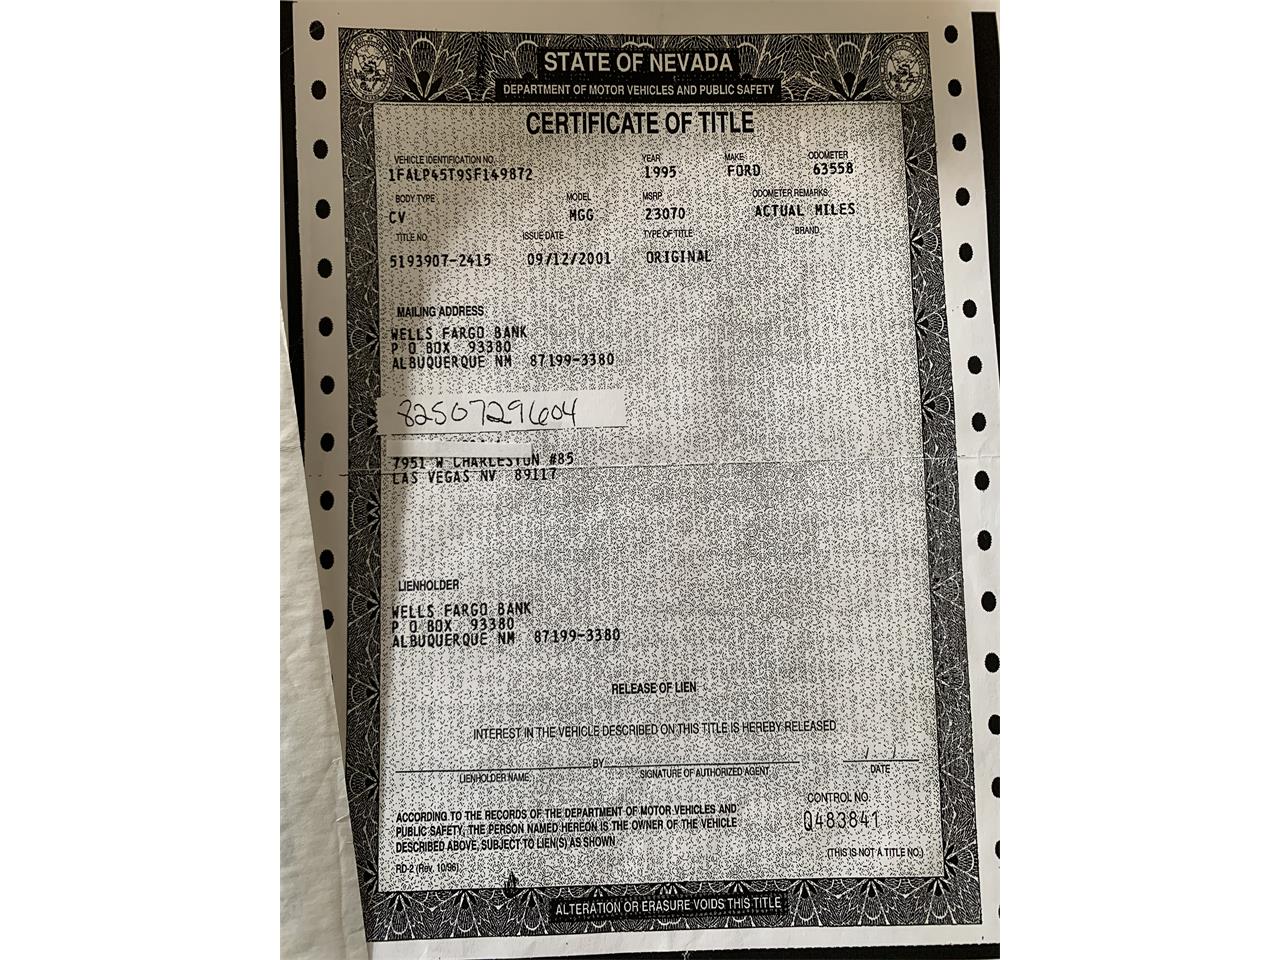 STATE OF NEVADA
DEPARTMENT OF MOTOR VEHICLES AND PUBLIC SAFETY
CERTIFICATE OF TITLE
VEHICLE IDENTIFICATION NO. YEAR MAKE ODOMETER
1FALP45T9SF149872 1995 FORD 63558
BODY TYPE MODEL MSRP ODOMETER REMARKS
CV MGG 23070 ACTUAL MILES
TITLE NO ISSUE DATE TYPE OF TITLE BRAND
5193907-2415 09/12/2001 ORIGINAL
MAILING ADDRESS
WELLS FARGO BANK
P O BOX 93380
ALBUQUERQUE NM 87199-3380
82507729604
7951 W CHARLESTON #85
LAS VEGAS NV 89117
LIENHOLDER
WELLS FARGO BANK
P O BOX 93380
ALBUQUERQUE NM 87199-3380
RELEASE OF LIEN
INTEREST IN THE VEHICLE DESCRIBED ON THIS TITLE IS HEREBY RELEASED
BY / /
LIENHOLDER NAME SIGNATURE OF AUTHORIZED AGENT DATE
CONTROL NO.
ACCORDING TO THE RECORDS OF THE DEPARTMENT OF MOTOR VEHICLES AND
PUBLIC SAFETY, THE PERSON NAMED HEREON IS THE OWNER OF THE VEHICLE
DESCRIBED ABOVE, SUBJECT TO LIEN(S) AS SHOWN
Q483841
(THIS IS NOT A TITLE NO.)
RD-2 (Rev. 10/96)
ALTERATION OR ERASURE VOIDS THIS TITLE